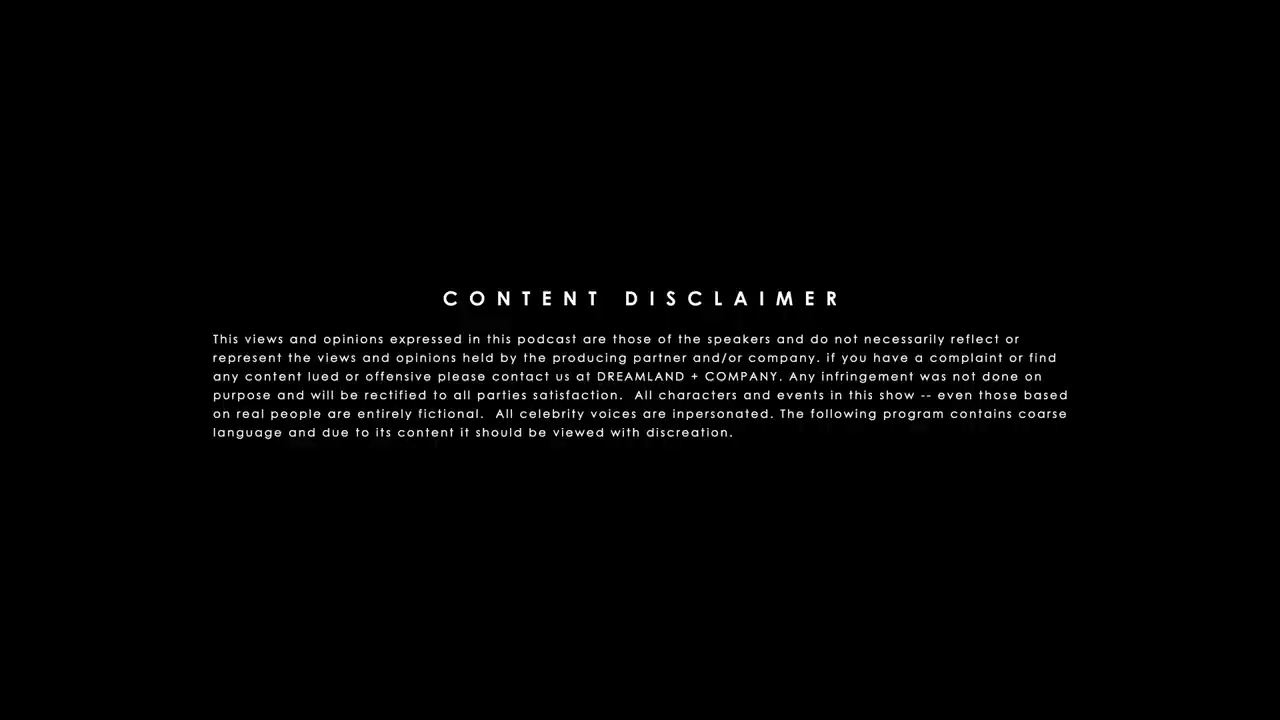 CONTENT DISCLAIMER
This views and opinions expressed in this podcast are those of the speakers and do not necessarily reflect or
represent the views and opinions held by the producing partner and/or company. if you have a complaint or find
any content lued or offensive please contact us at DREAMLAND + COMPANY. Any infringement was not done on
purpose and will be rectified to all parties satisfaction.  All characters and events in this show -- even those based
on real people are entirely fictional.  All celebrity voices are inpersonated. The following program contains coarse
language and due to its content it should be viewed with discreation.